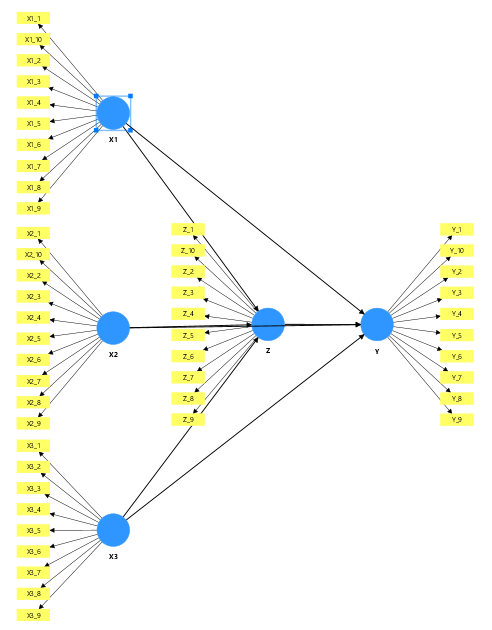 X1_1
X1_10
X1_2
X1_3
X1_4
X1_5
X1_6
X1_7
X1_8
X1_9
X1
X2_1
X2_10
X2_2
X2_3
X2_4
X2_5
X2_6
X2_7
X2_8
X2_9
X2
X3_1
X3_2
X3_3
X3_4
X3_5
X3_6
X3_7
X3_8
X3_9
X3
Z_1
Z_10
Z_2
Z_3
Z_4
Z_5
Z_6
Z_7
Z_8
Z_9
Z
Y_1
Y_10
Y_2
Y_3
Y_4
Y_5
Y_6
Y_7
Y_8
Y_9
Y